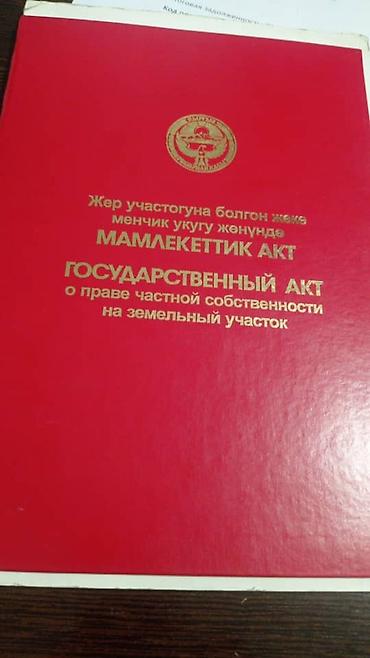 Жер участогуна болгон жеке
менчик укугу жөнүндө
МАМЛЕКЕТТИК АКТ
ГОСУДАРСТВЕННЫЙ АКТ
о праве частной собственности
на земельный участок